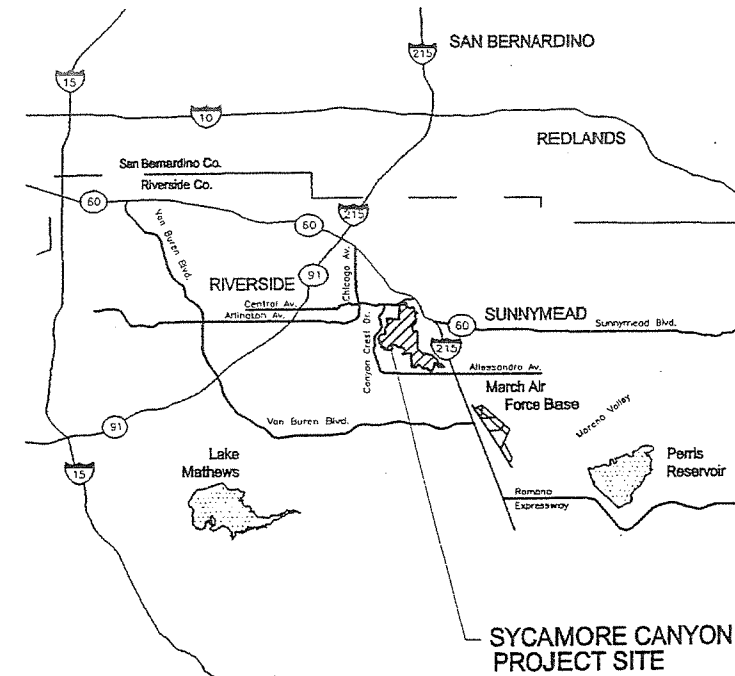 215
SAN BERNARDINO
15
10
REDLANDS
San Bernardino Co.
Riverside Co.
60
Van Buren Blvd.
215
60
Chicago Av.
91
RIVERSIDE
Central Av.
Arlington Av.
Canyon Crest Dr.
SUNNYMEAD
60
Sunnymead Blvd.
215
Allessandro Av.
March Air
Force Base
Moreno Valley
Van Buren Blvd.
91
Lake
Mathews
15
Perris
Reservoir
Ramona
Expressway
SYCAMORE CANYON
PROJECT SITE